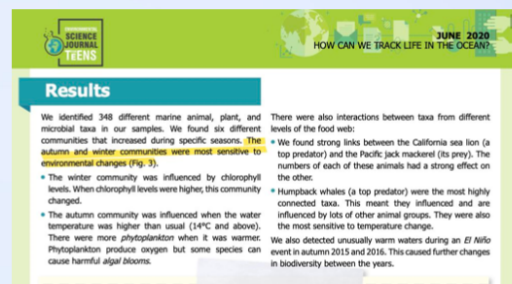 ENVIRONMENTAL
SCIENCE
JOURNAL
for
TEENS
JUNE 2020
HOW CAN WE TRACK LIFE IN THE OCEAN?
Results
We identified 348 different marine animal, plant, and
microbial taxa in our samples. We found six different
communities that increased during specific seasons. The
autumn and winter communities were most sensitive to
environmental changes (Fig. 3).
• The winter community was influenced by chlorophyll
levels. When chlorophyll levels were higher, this community
changed.
• The autumn community was influenced when the water
temperature was higher than usual (14°C and above).
There were more phytoplankton when it was warmer.
Phytoplankton produce oxygen but some species can
cause harmful algal blooms.
There were also interactions between taxa from different
levels of the food web:
• We found strong links between the California sea lion (a
top predator) and the Pacific jack mackerel (its prey). The
numbers of each of these animals had a strong effect on
the other.
• Humpback whales (a top predator) were the most highly
connected taxa. This meant they influenced and are
influenced by lots of other animal groups. They were also
the most sensitive to temperature change.
We also detected unusually warm waters during an El Niño
event in autumn 2015 and 2016. This caused further changes
in biodiversity between the years.